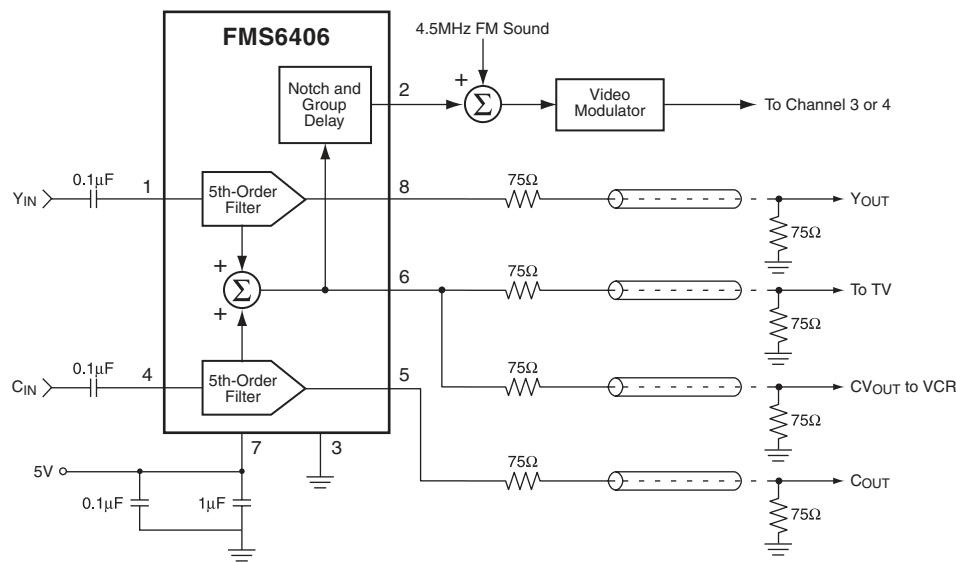 FMS6406
4.5MHz FM Sound
Notch and
Group
Delay
2
+
Σ
Video
Modulator
To Channel 3 or 4
YIN
0.1μF
1
5th-Order
Filter
8
75Ω
YOUT
75Ω
+
Σ
+
6
75Ω
To TV
75Ω
CIN
0.1μF
4
5th-Order
Filter
5
75Ω
CVOUT to VCR
75Ω
7
3
5V
0.1μF
1μF
75Ω
COUT
75Ω